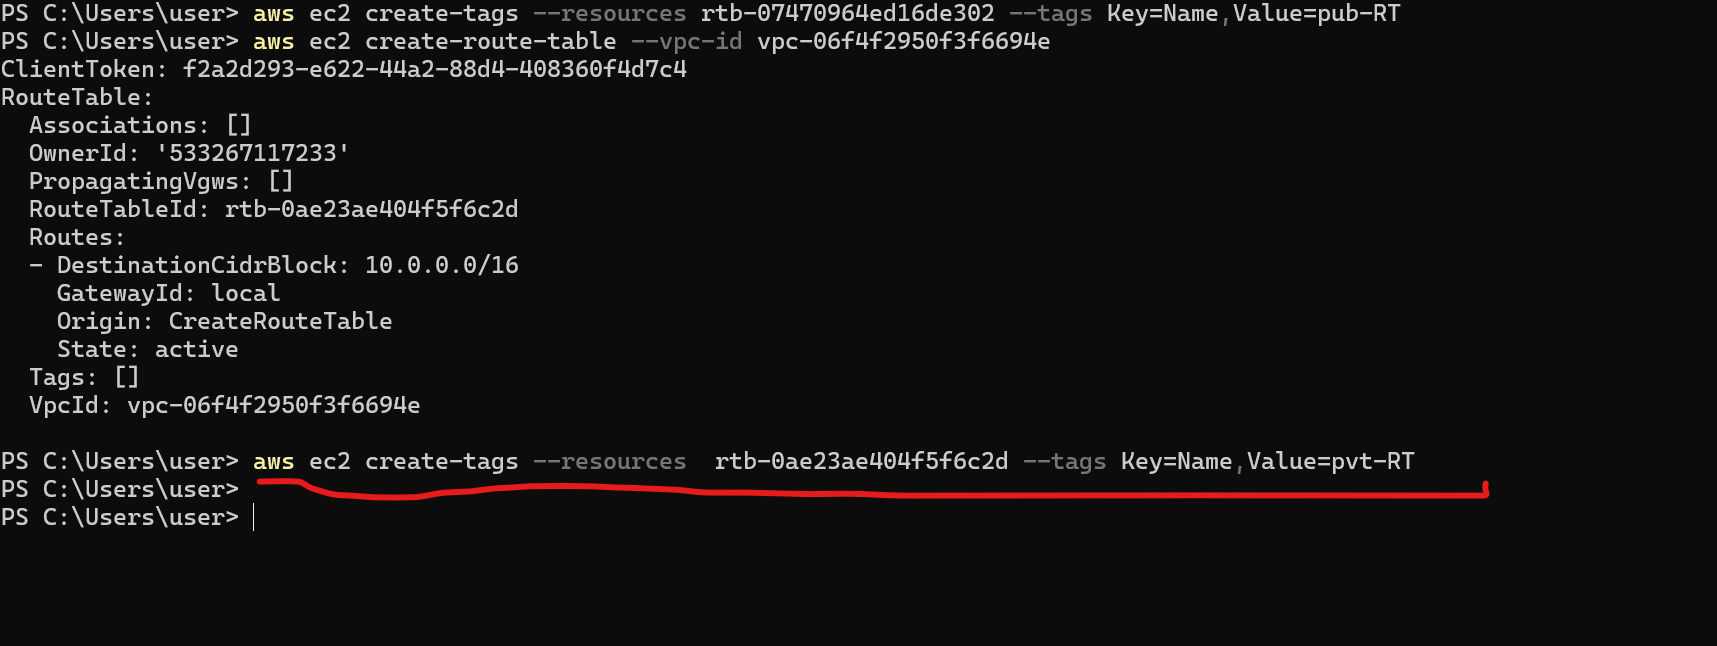 PS C:\Users\user> aws ec2 create-tags --resources rtb-07470964ed16de302 --tags Key=Name,Value=pub-RT
PS C:\Users\user> aws ec2 create-route-table --vpc-id vpc-06f4f2950f3f6694e
ClientToken: f2a2d293-e622-44a2-88d4-408360f4d7c4
RouteTable:
  Associations: []
  OwnerId: '533267117233'
  PropagatingVgws: []
  RouteTableId: rtb-0ae23ae404f5f6c2d
  Routes:
  - DestinationCidrBlock: 10.0.0.0/16
    GatewayId: local
    Origin: CreateRouteTable
    State: active
  Tags: []
  VpcId: vpc-06f4f2950f3f6694e
PS C:\Users\user> aws ec2 create-tags --resources  rtb-0ae23ae404f5f6c2d --tags Key=Name,Value=pvt-RT
PS C:\Users\user>
PS C:\Users\user>